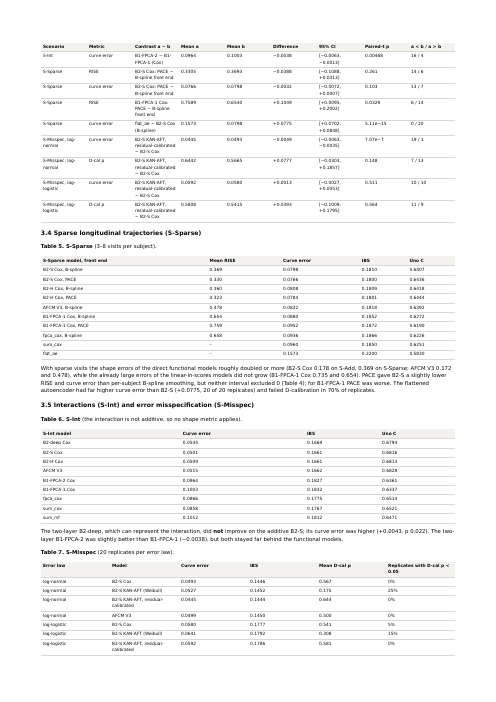 Scenario Metric Contrast a − b Mean a Mean b Difference 95% CI Paired-t p a < b / a > b
S-Int curve error B1-FPCA-2 − B1-FPCA-1 (Cox) 0.0964 0.1003 −0.0038 [−0.0063, −0.0013] 0.00468 16 / 4
S-Sparse RISE B2-S Cox: PACE − B-spline front end 0.3305 0.3693 −0.0388 [−0.1088, +0.0313] 0.261 14 / 6
S-Sparse curve error B2-S Cox: PACE − B-spline front end 0.0766 0.0798 −0.0032 [−0.0072, +0.0007] 0.103 13 / 7
S-Sparse RISE B1-FPCA-1 Cox: PACE − B-spline front end 0.7589 0.6540 +0.1049 [+0.0095, +0.2002] 0.0329 6 / 14
S-Sparse curve error flat_ae − B2-S Cox (B-spline) 0.1573 0.0798 +0.0775 [+0.0702, +0.0848] 5.11e−15 0 / 20
S-Misspec, log-normal curve error B2-S KAN-AFT, residual-calibrated − B2-S Cox 0.0445 0.0493 −0.0049 [−0.0063, −0.0035] 7.07e−7 19 / 1
S-Misspec, log-normal D-cal p B2-S KAN-AFT, residual-calibrated − B2-S Cox 0.6442 0.5665 +0.0777 [−0.0303, +0.1857] 0.148 7 / 13
S-Misspec, log-logistic curve error B2-S KAN-AFT, residual-calibrated − B2-S Cox 0.0592 0.0580 +0.0013 [−0.0027, +0.0053] 0.511 10 / 10
S-Misspec, log-logistic D-cal p B2-S KAN-AFT, residual-calibrated − B2-S Cox 0.5808 0.5415 +0.0393 [−0.1009, +0.1795] 0.564 11 / 9
3.4 Sparse longitudinal trajectories (S-Sparse)
Table 5. S-Sparse (3–8 visits per subject).
S-Sparse model, front end Mean RISE Curve error IBS Uno C
B2-S Cox, B-spline 0.369 0.0798 0.1810 0.6407
B2-S Cox, PACE 0.330 0.0766 0.1800 0.6436
B2-H Cox, B-spline 0.360 0.0808 0.1809 0.6418
B2-H Cox, PACE 0.323 0.0784 0.1801 0.6444
AFCM V3, B-spline 0.478 0.0832 0.1818 0.6392
B1-FPCA-1 Cox, B-spline 0.654 0.0880 0.1852 0.6272
B1-FPCA-1 Cox, PACE 0.759 0.0952 0.1872 0.6190
fpca_cox, B-spline 0.658 0.0936 0.1866 0.6226
sum_cox – 0.0960 0.1850 0.6251
flat_ae – 0.1573 0.2200 0.5830
With sparse visits the shape errors of the direct functional models roughly doubled or more (B2-S Cox 0.178 on S-Add, 0.369 on S-Sparse; AFCM V3 0.172
and 0.478), while the already large errors of the linear-in-scores models did not grow (B1-FPCA-1 Cox 0.735 and 0.654). PACE gave B2-S a slightly lower
RISE and curve error than per-subject B-spline smoothing, but neither interval excluded 0 (Table 4); for B1-FPCA-1 PACE was worse. The flattened
autoencoder had far higher curve error than B2-S (+0.0775, 20 of 20 replicates) and failed D-calibration in 70% of replicates.
3.5 Interactions (S-Int) and error misspecification (S-Misspec)
Table 6. S-Int (the interaction is not additive, so no shape metric applies).
S-Int model Curve error IBS Uno C
B2-deep Cox 0.0544 0.1669 0.6794
B2-S Cox 0.0501 0.1661 0.6816
B2-H Cox 0.0509 0.1661 0.6813
AFCM V3 0.0515 0.1662 0.6828
B1-FPCA-2 Cox 0.0964 0.1827 0.6361
B1-FPCA-1 Cox 0.1003 0.1832 0.6337
fpca_cox 0.0866 0.1775 0.6514
sum_cox 0.0858 0.1767 0.6521
sum_rsf 0.1012 0.1812 0.6471
The two-layer B2-deep, which can represent the interaction, did not improve on the additive B2-S; its curve error was higher (+0.0043, p 0.022). The two-
layer B1-FPCA-2 was slightly better than B1-FPCA-1 (−0.0038), but both stayed far behind the functional models.
Table 7. S-Misspec (20 replicates per error law).
Error law Model Curve error IBS Mean D-cal p Replicates with D-cal p < 0.05
log-normal B2-S Cox 0.0493 0.1446 0.567 0%
log-normal B2-S KAN-AFT (Weibull) 0.0527 0.1452 0.175 25%
log-normal B2-S KAN-AFT, residual-calibrated 0.0445 0.1444 0.644 0%
log-normal AFCM V3 0.0499 0.1450 0.500 0%
log-logistic B2-S Cox 0.0580 0.1777 0.541 5%
log-logistic B2-S KAN-AFT (Weibull) 0.0641 0.1792 0.308 15%
log-logistic B2-S KAN-AFT, residual-calibrated 0.0592 0.1786 0.581 0%